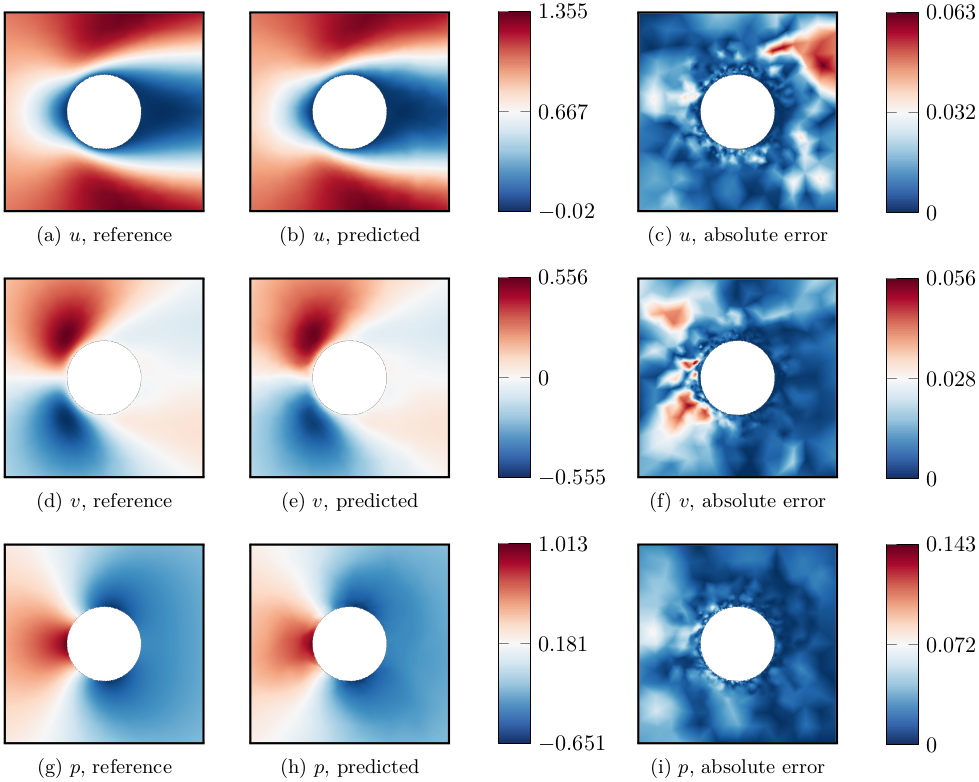 1.355
0.667
−0.02
0.063
0.032
0
(a) u, reference
(b) u, predicted
(c) u, absolute error
0.556
0
−0.555
0.056
0.028
0
(d) v, reference
(e) v, predicted
(f) v, absolute error
1.013
0.181
−0.651
0.143
0.072
0
(g) p, reference
(h) p, predicted
(i) p, absolute error